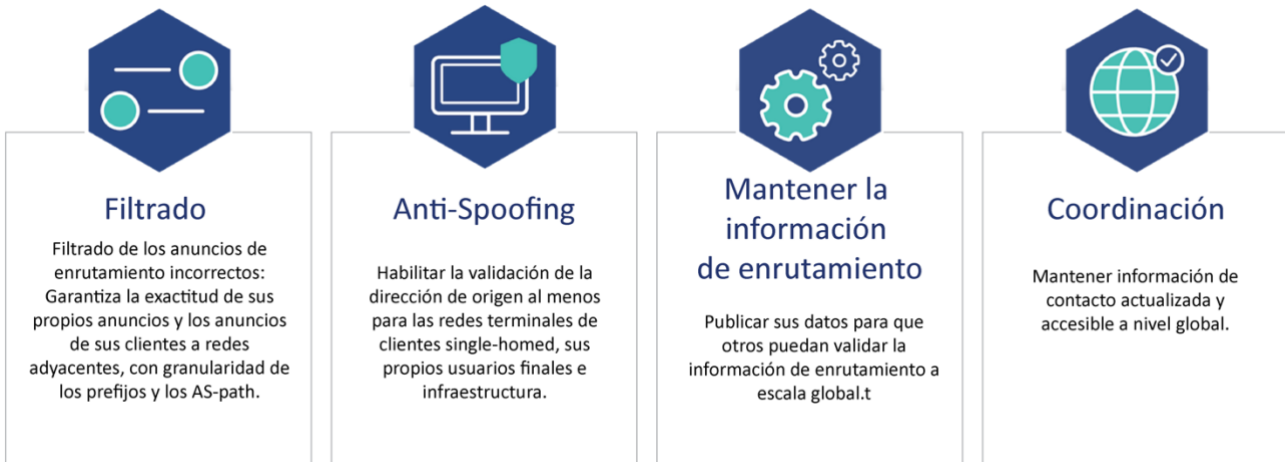 Filtrado
Filtrado de los anuncios de
enrutamiento incorrectos:
Garantiza la exactitud de sus
propios anuncios y los anuncios
de sus clientes a redes
adyacentes, con granularidad de
los prefijos y los AS-path.
Anti-Spoofing
Habilitar la validación de la
dirección de origen al menos
para las redes terminales de
clientes single-homed, sus
propios usuarios finales e
infraestructura.
Mantener la
información
de enrutamiento
Publicar sus datos para que
otros puedan validar la
información de enrutamiento a
escala global.t
Coordinación
Mantener información de
contacto actualizada y
accesible a nivel global.